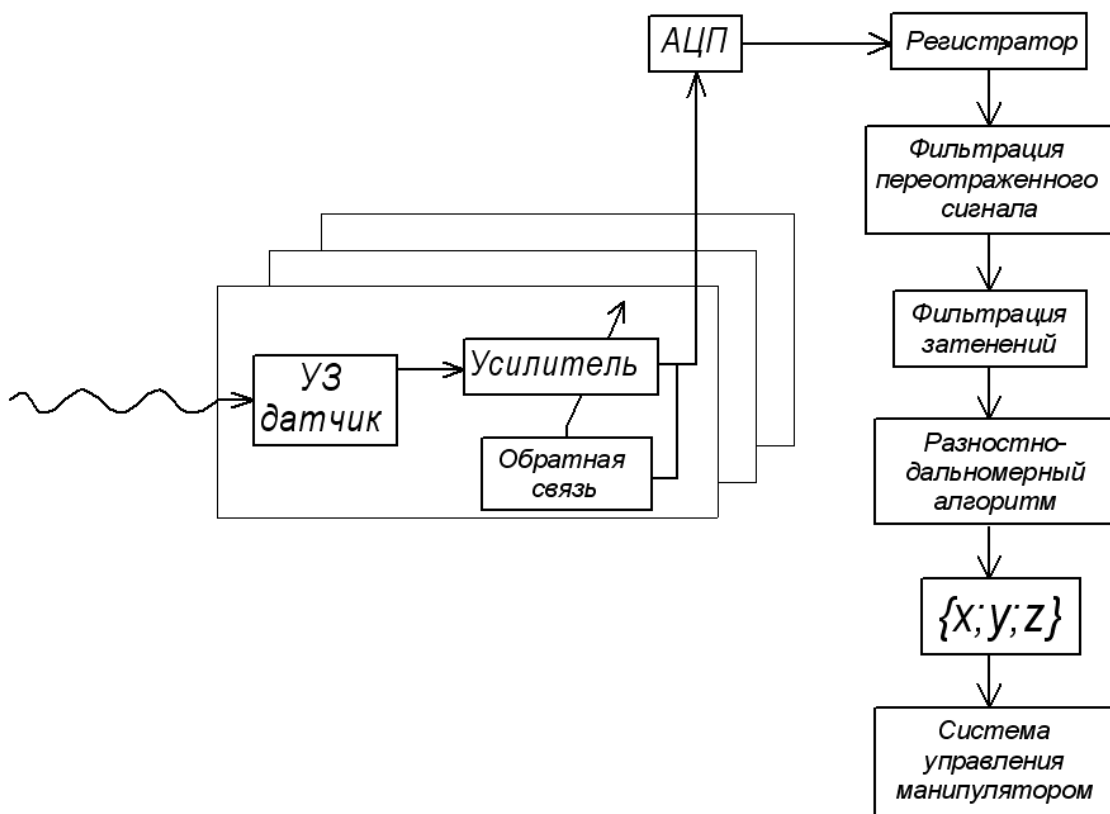 АЦП
Регистратор
Фильтрация
переотраженного
сигнала
Фильтрация
затенений
УЗ
датчик
Усилитель
Обратная
связь
Разностно-
дальномерный
алгоритм
{x;y;z}
Система
управления
манипулятором